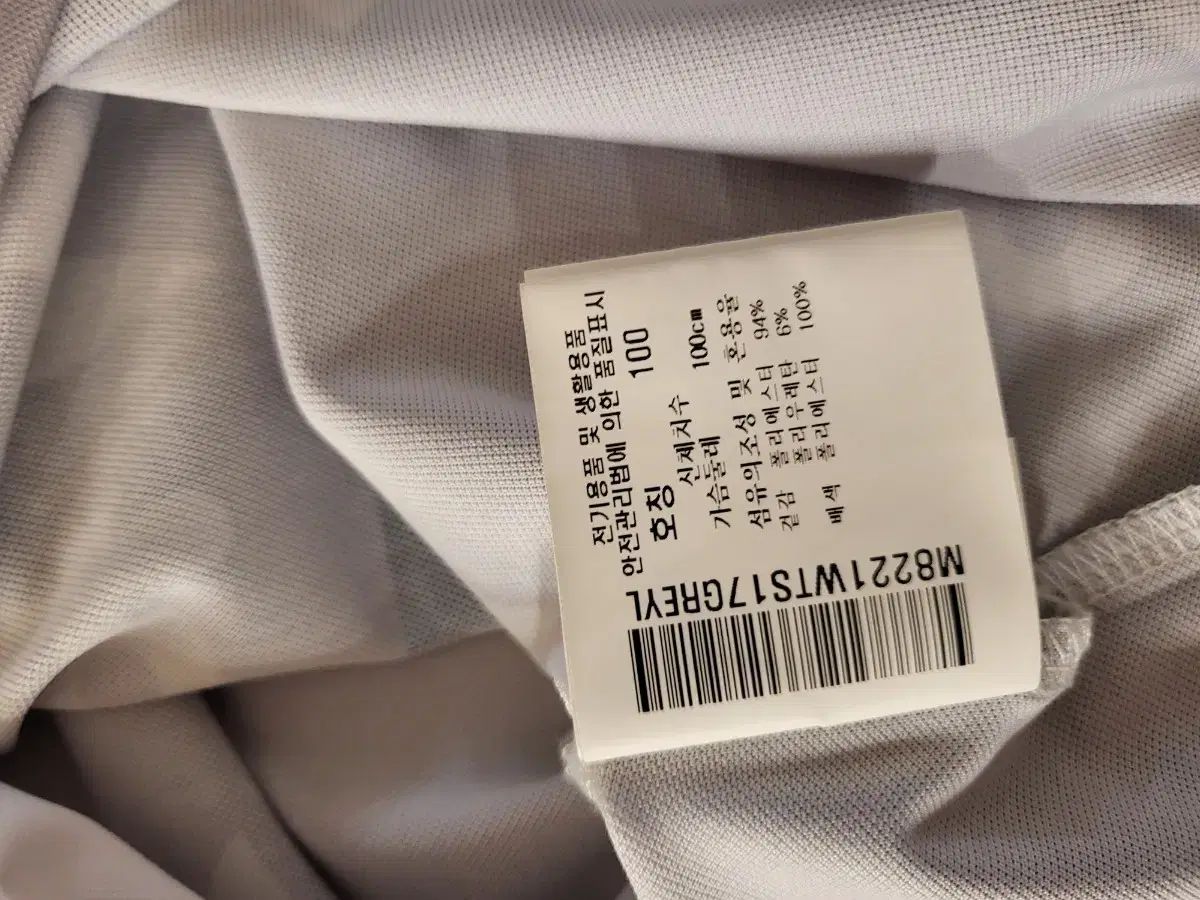 전기용품 및 생활용품
안전관리법에 의한 품질표시
호칭 100
신체치수
가슴둘레 100cm
섬유의조성 및 혼용율
겉감 폴리에스터 94%
폴리우레탄 6%
배색 폴리에스터 100%
M8221WTS17GREYL